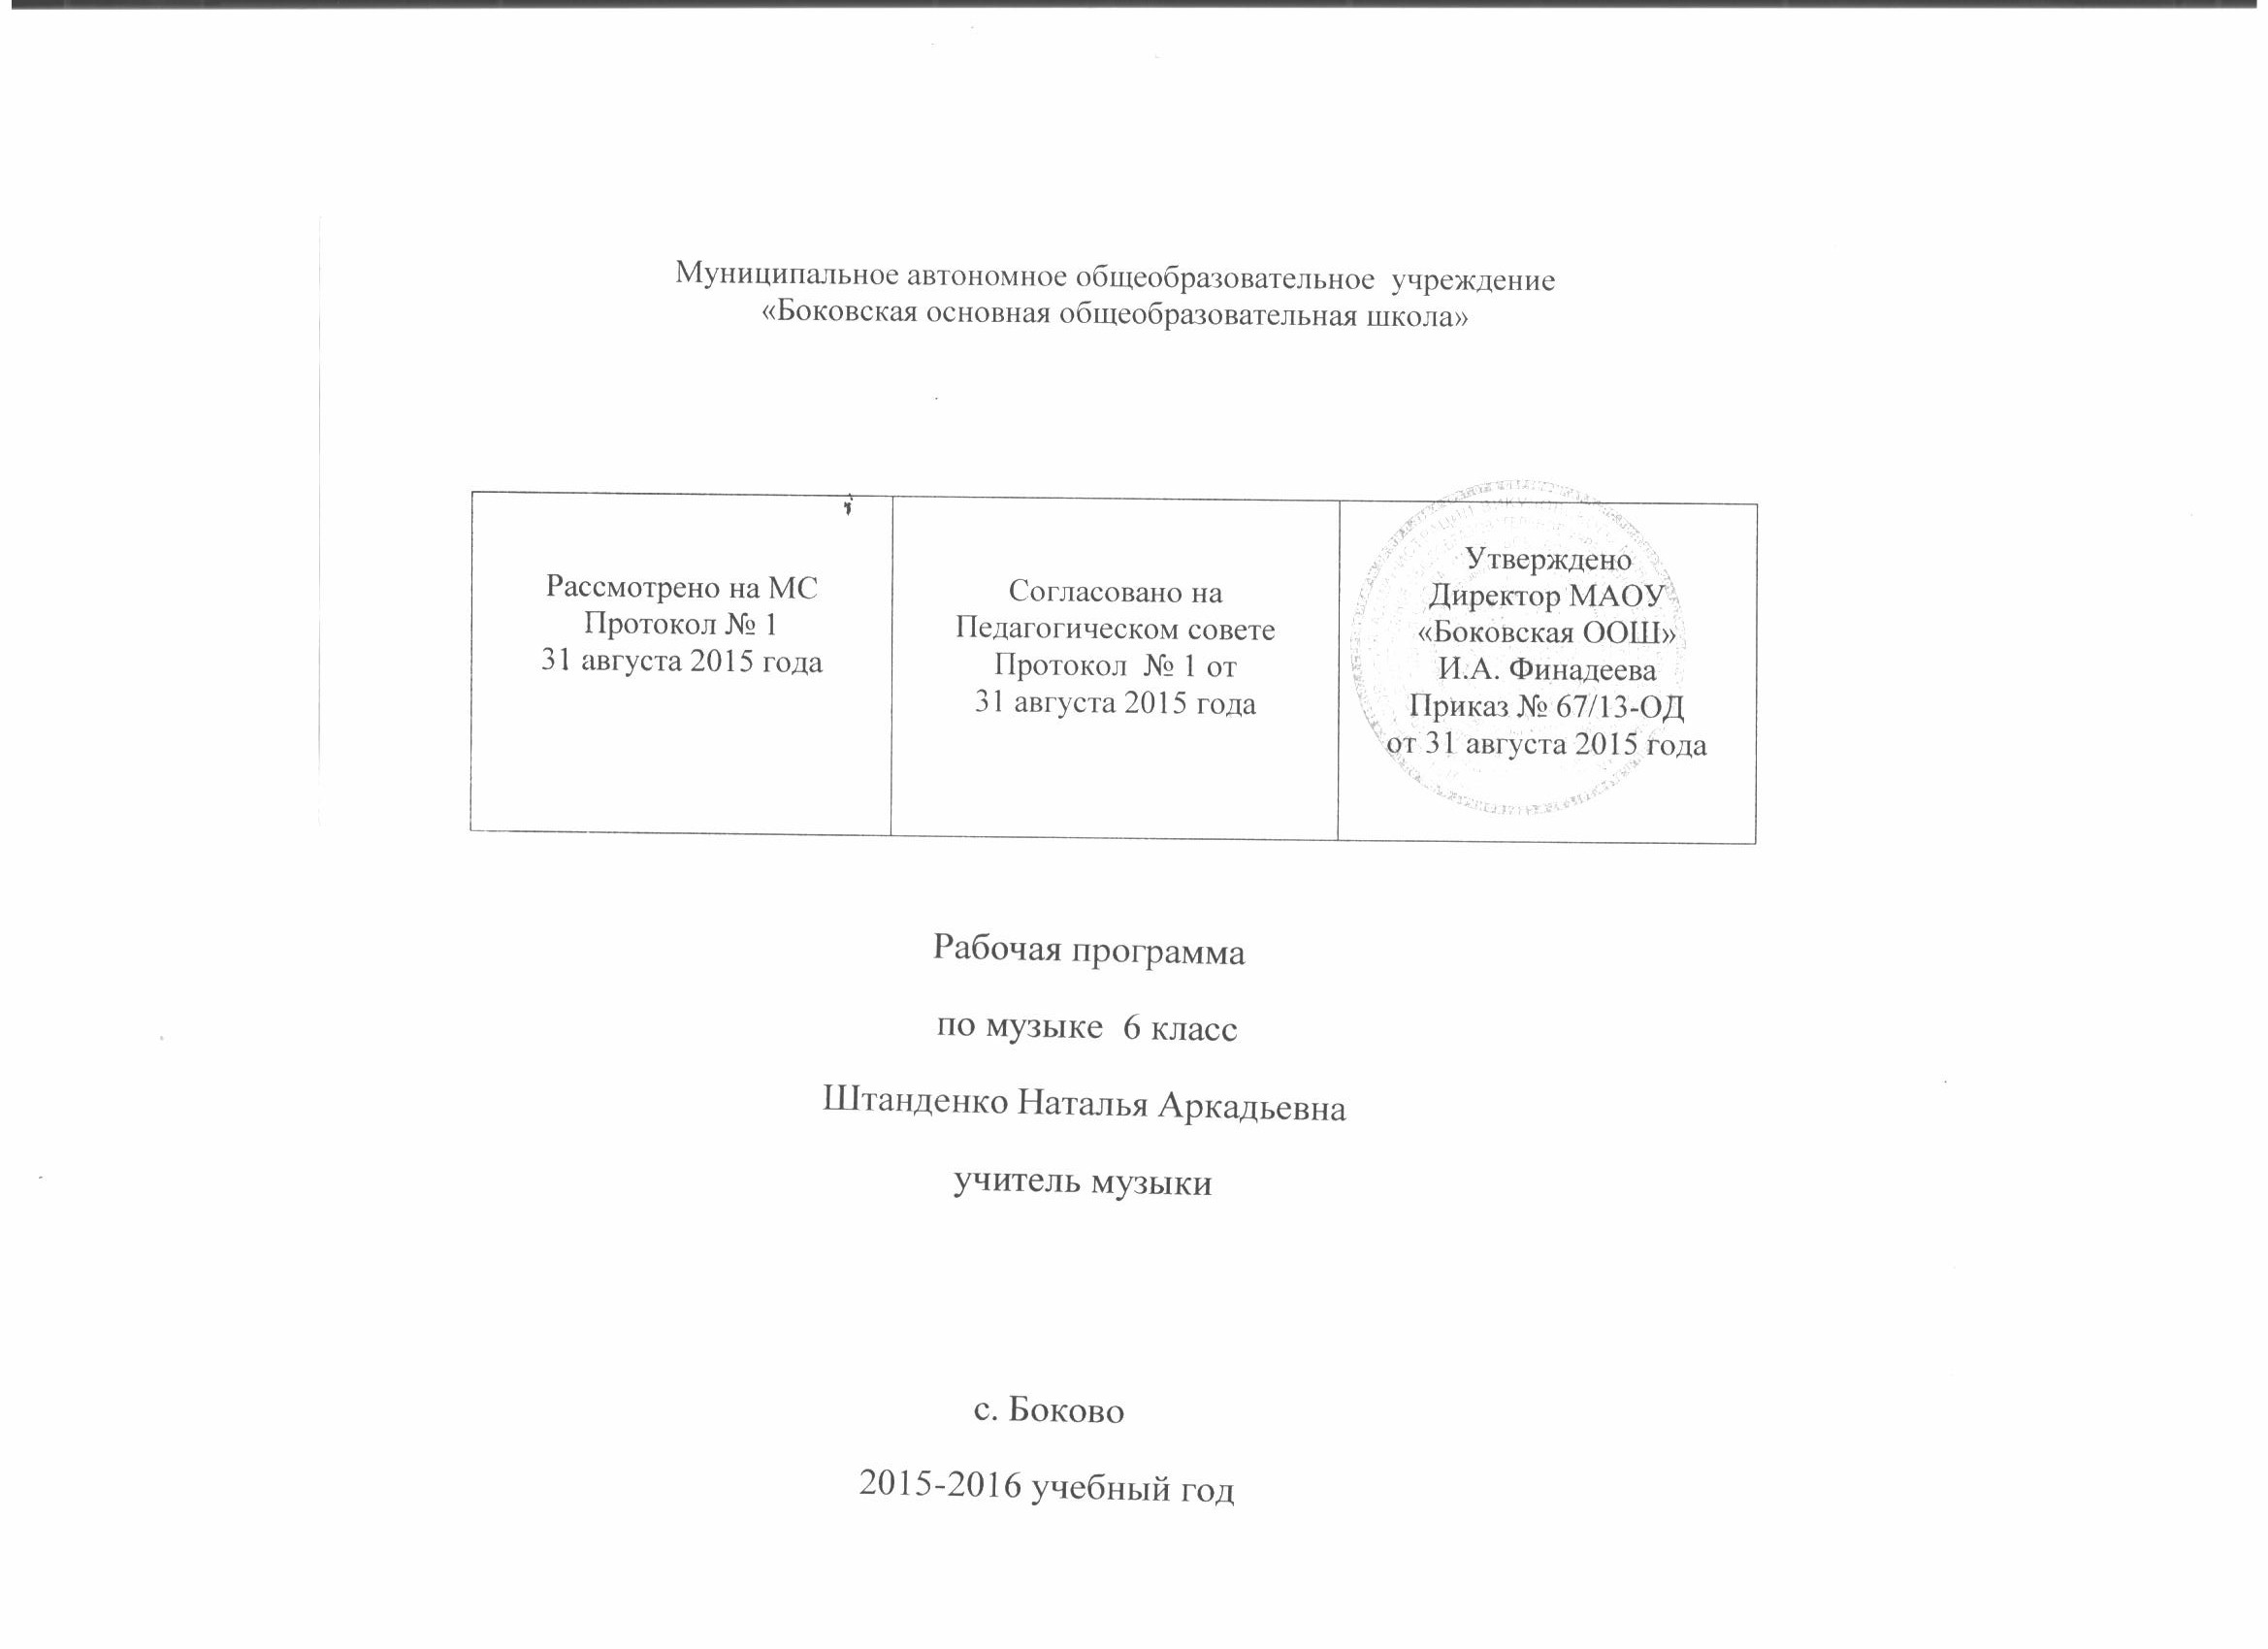 Муниципальное автономное общеобразовательное учреждение
«Боковская основная общеобразовательная школа»
Рассмотрено на МС
Протокол № 1
31 августа 2015 года
Согласовано на
Педагогическом совете
Протокол № 1 от
31 августа 2015 года
Утверждено
Директор МАОУ
«Боковская ООШ»
И.А. Финадеева
Приказ № 67/13-ОД
от 31 августа 2015 года
Рабочая программа
по музыке 6 класс
Штанденко Наталья Аркадьевна
учитель музыки
с. Боково
2015-2016 учебный год